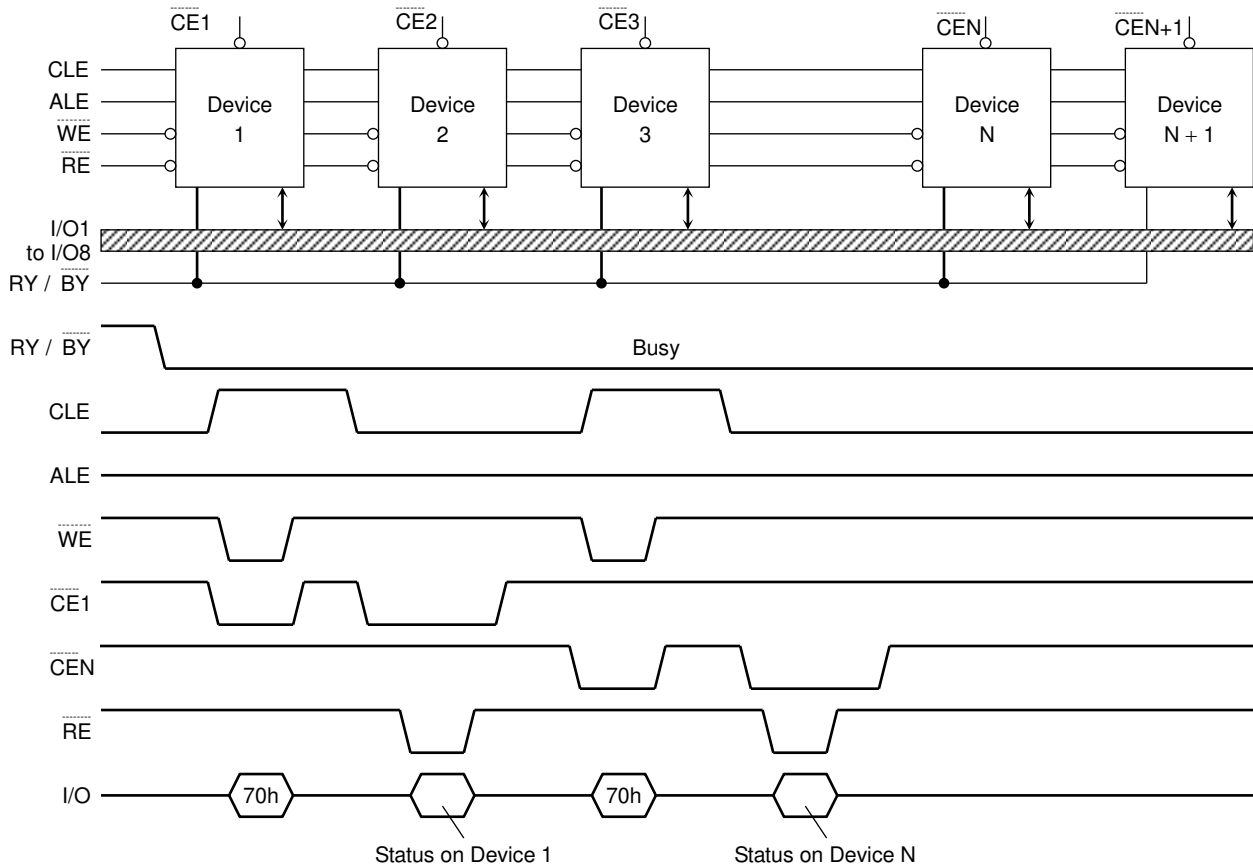 CE1 CE2 CE3 CEN CEN+1
CLE
ALE
WE
RE
Device 1
Device 2
Device 3
Device N
Device N + 1
I/O1
to I/O8
RY / BY
RY / BY
Busy
CLE
ALE
WE
CE1
CEN
RE
I/O
70h
70h
Status on Device 1
Status on Device N